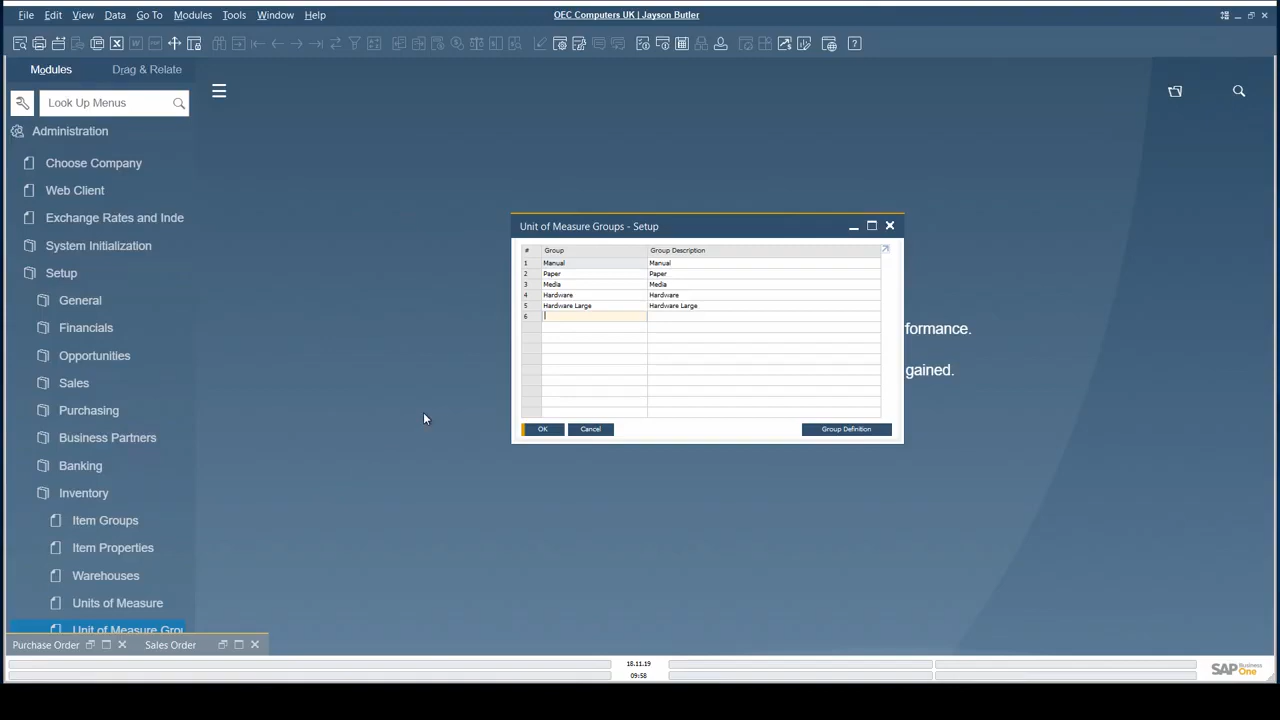 File Edit View Data Go To Modules Tools Window Help
OEC Computers UK | Jayson Butler
Modules Drag & Relate
Look Up Menus
Administration
Choose Company
Web Client
Exchange Rates and Inde
System Initialization
Setup
General
Financials
Opportunities
Sales
Purchasing
Business Partners
Banking
Inventory
Item Groups
Item Properties
Warehouses
Units of Measure
Unit of Measure Grou
Unit of Measure Groups - Setup
# Group Group Description
1 Manual Manual
2 Paper Paper
3 Media Media
4 Hardware Hardware
5 Hardware Large Hardware Large
6
OK Cancel Group Definition
formance.
gained.
Purchase Order Sales Order
18.11.19
09:58
SAP Business One